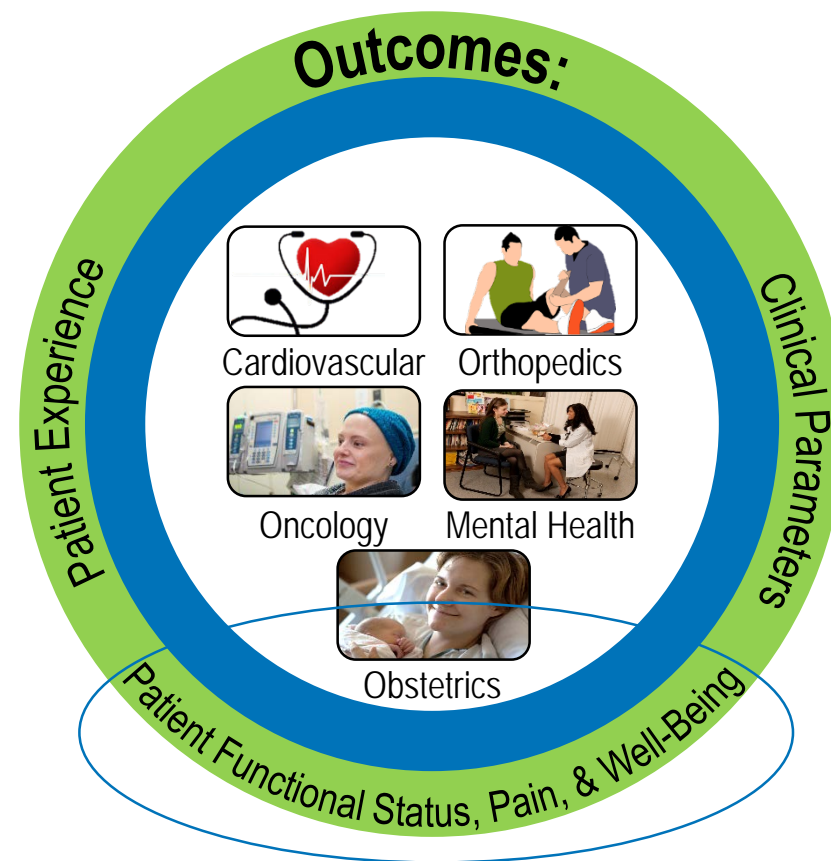 Outcomes:
Patient Experience
Clinical Parameters
Cardiovascular
Orthopedics
Oncology
Mental Health
Obstetrics
Patient Functional Status, Pain, & Well-Being